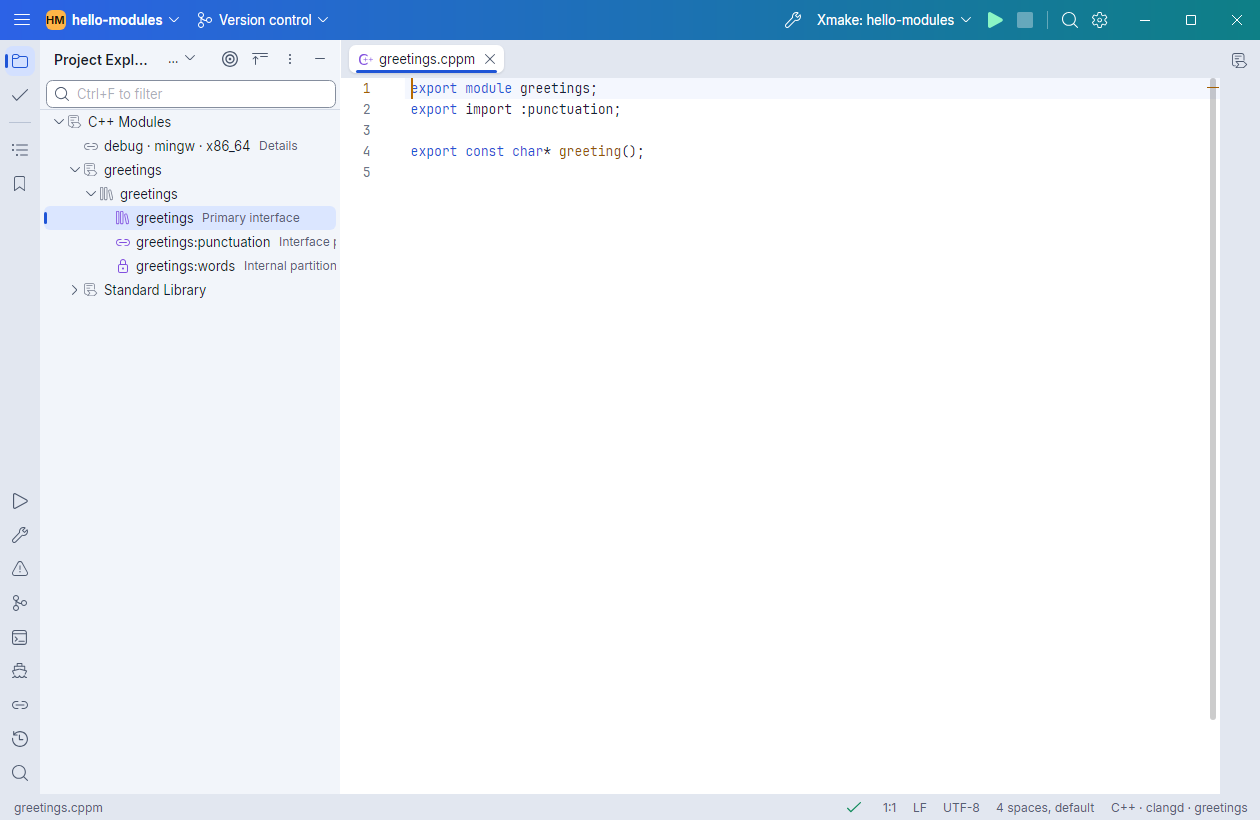 HM hello-modules Version control Xmake: hello-modules
Project Expl... ...
greetings.cppm
Ctrl+F to filter
C++ Modules
debug · mingw · x86_64 Details
greetings
greetings
greetings Primary interface
greetings:punctuation Interface p
greetings:words Internal partition
Standard Library
1 export module greetings;
2 export import :punctuation;
3
4 export const char* greeting();
5
greetings.cppm 1:1 LF UTF-8 4 spaces, default C++ · clangd · greetings